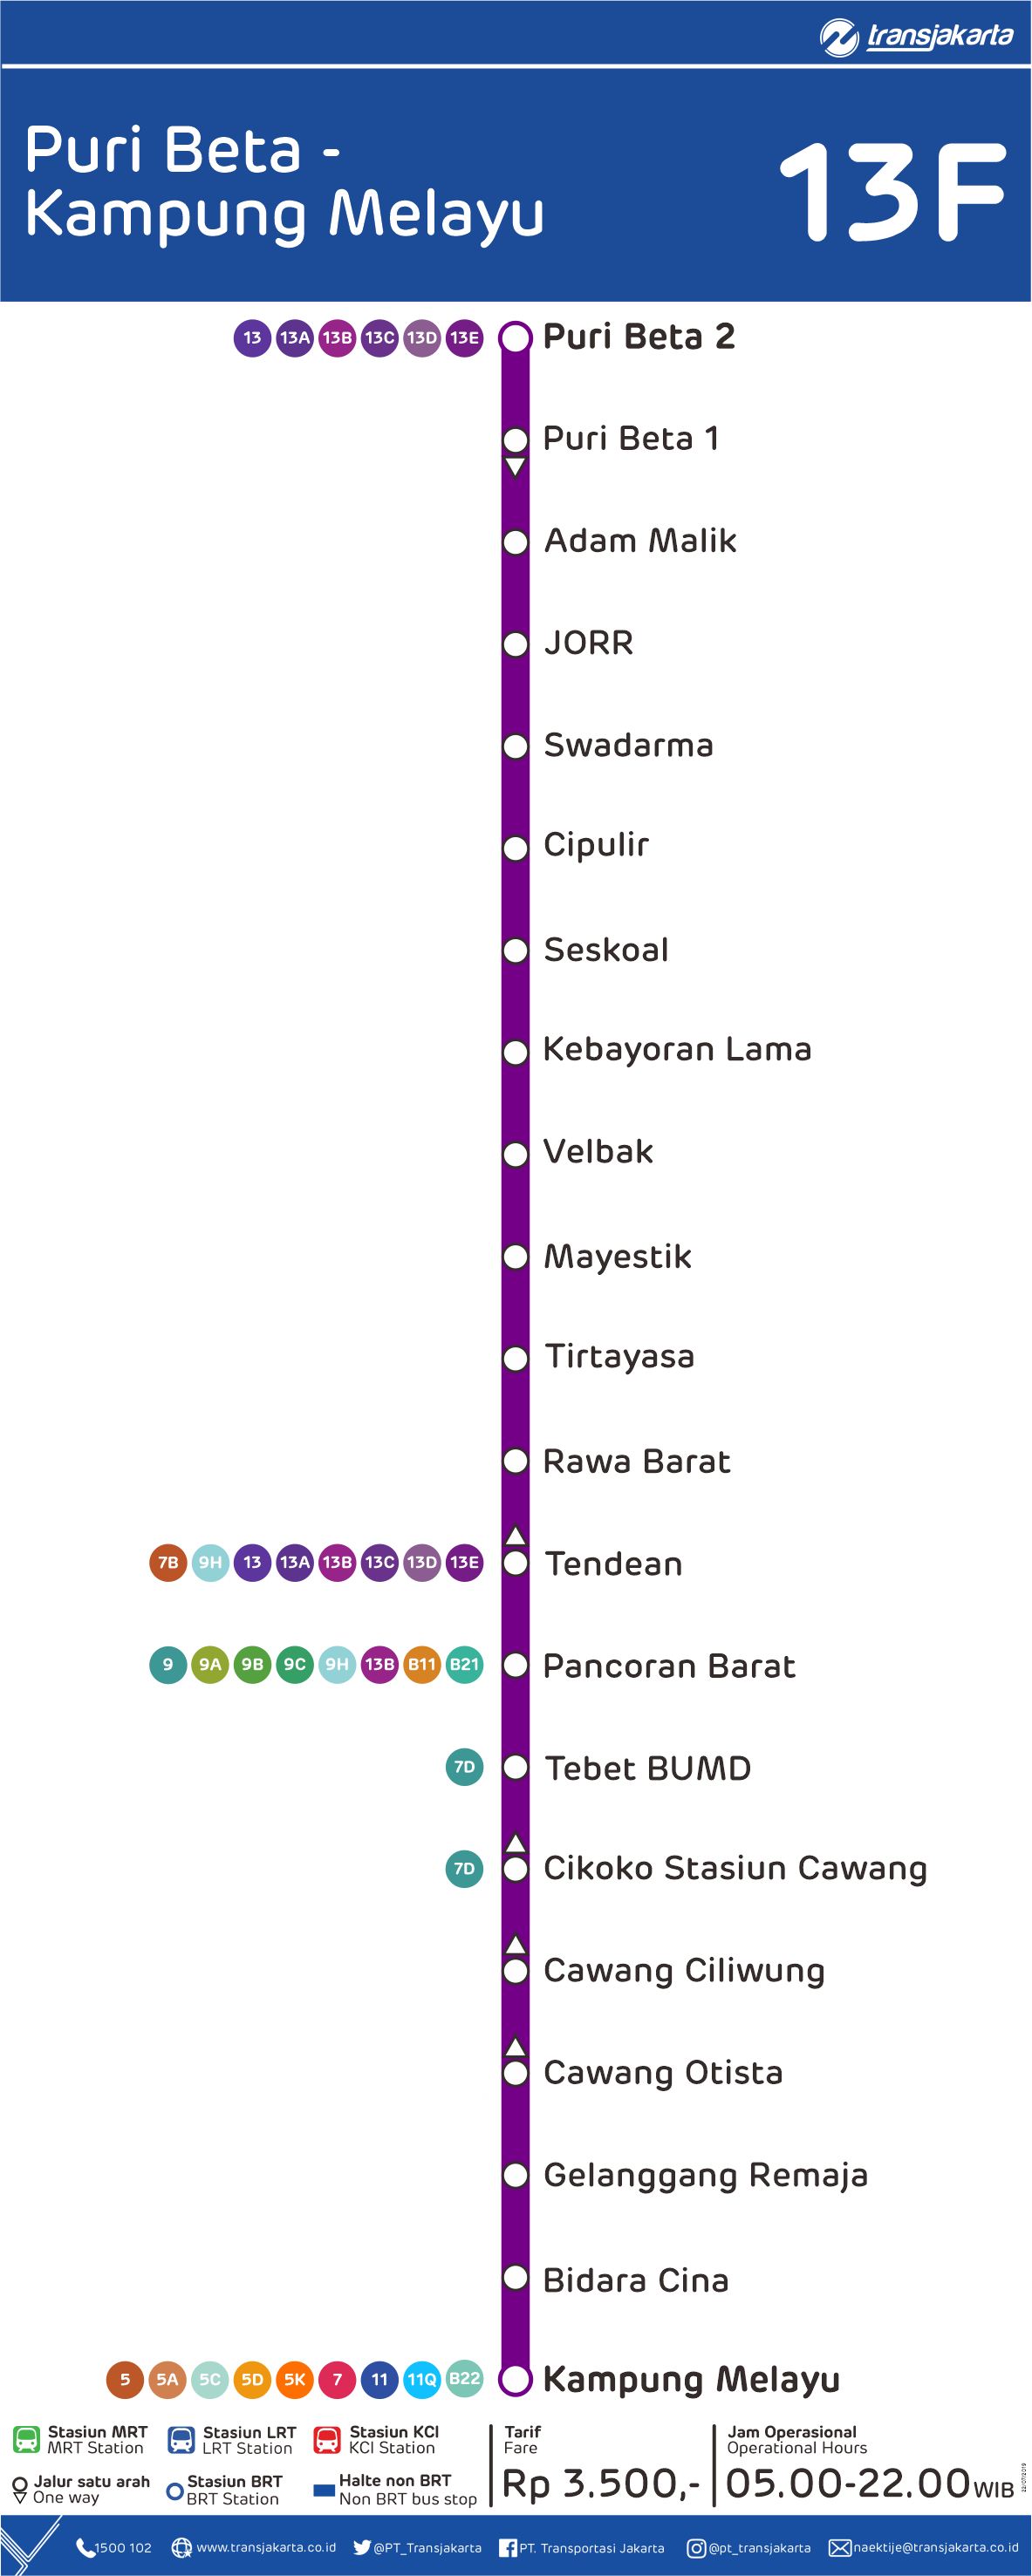 transjakarta
Puri Beta -
Kampung Melayu
13F
13 13A 13B 13C 13D 13E Puri Beta 2
Puri Beta 1
Adam Malik
JORR
Swadarma
Cipulir
Seskoal
Kebayoran Lama
Velbak
Mayestik
Tirtayasa
Rawa Barat
7B 9H 13 13A 13B 13C 13D 13E Tendean
9 9A 9B 9C 9H 13B B11 B21 Pancoran Barat
7D Tebet BUMD
7D Cikoko Stasiun Cawang
Cawang Ciliwung
Cawang Otista
Gelanggang Remaja
Bidara Cina
5 5A 5C 5D 5K 7 11 11Q B22 Kampung Melayu
Stasiun MRT
MRT Station
Stasiun LRT
LRT Station
Stasiun KCI
KCI Station
Jalur satu arah
One way
Stasiun BRT
BRT Station
Halte non BRT
Non BRT bus stop
Tarif
Fare
Rp 3.500,-
Jam Operasional
Operational Hours
05.00-22.00 WIB
22/07/2019
1500 102
www.transjakarta.co.id
@PT_Transjakarta
PT. Transportasi Jakarta
@pt_transjakarta
naektije@transjakarta.co.id